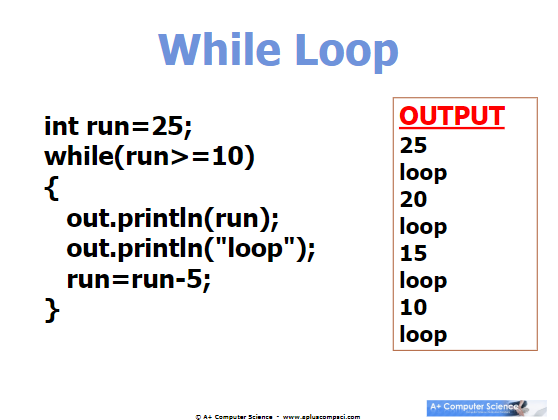 While Loop
int run=25;
while(run>=10)
{
out.println(run);
out.println("loop");
run=run-5;
}
OUTPUT
25
loop
20
loop
15
loop
10
loop
© A+ Computer Science - www.apluscompsci.com
A+ Computer Science